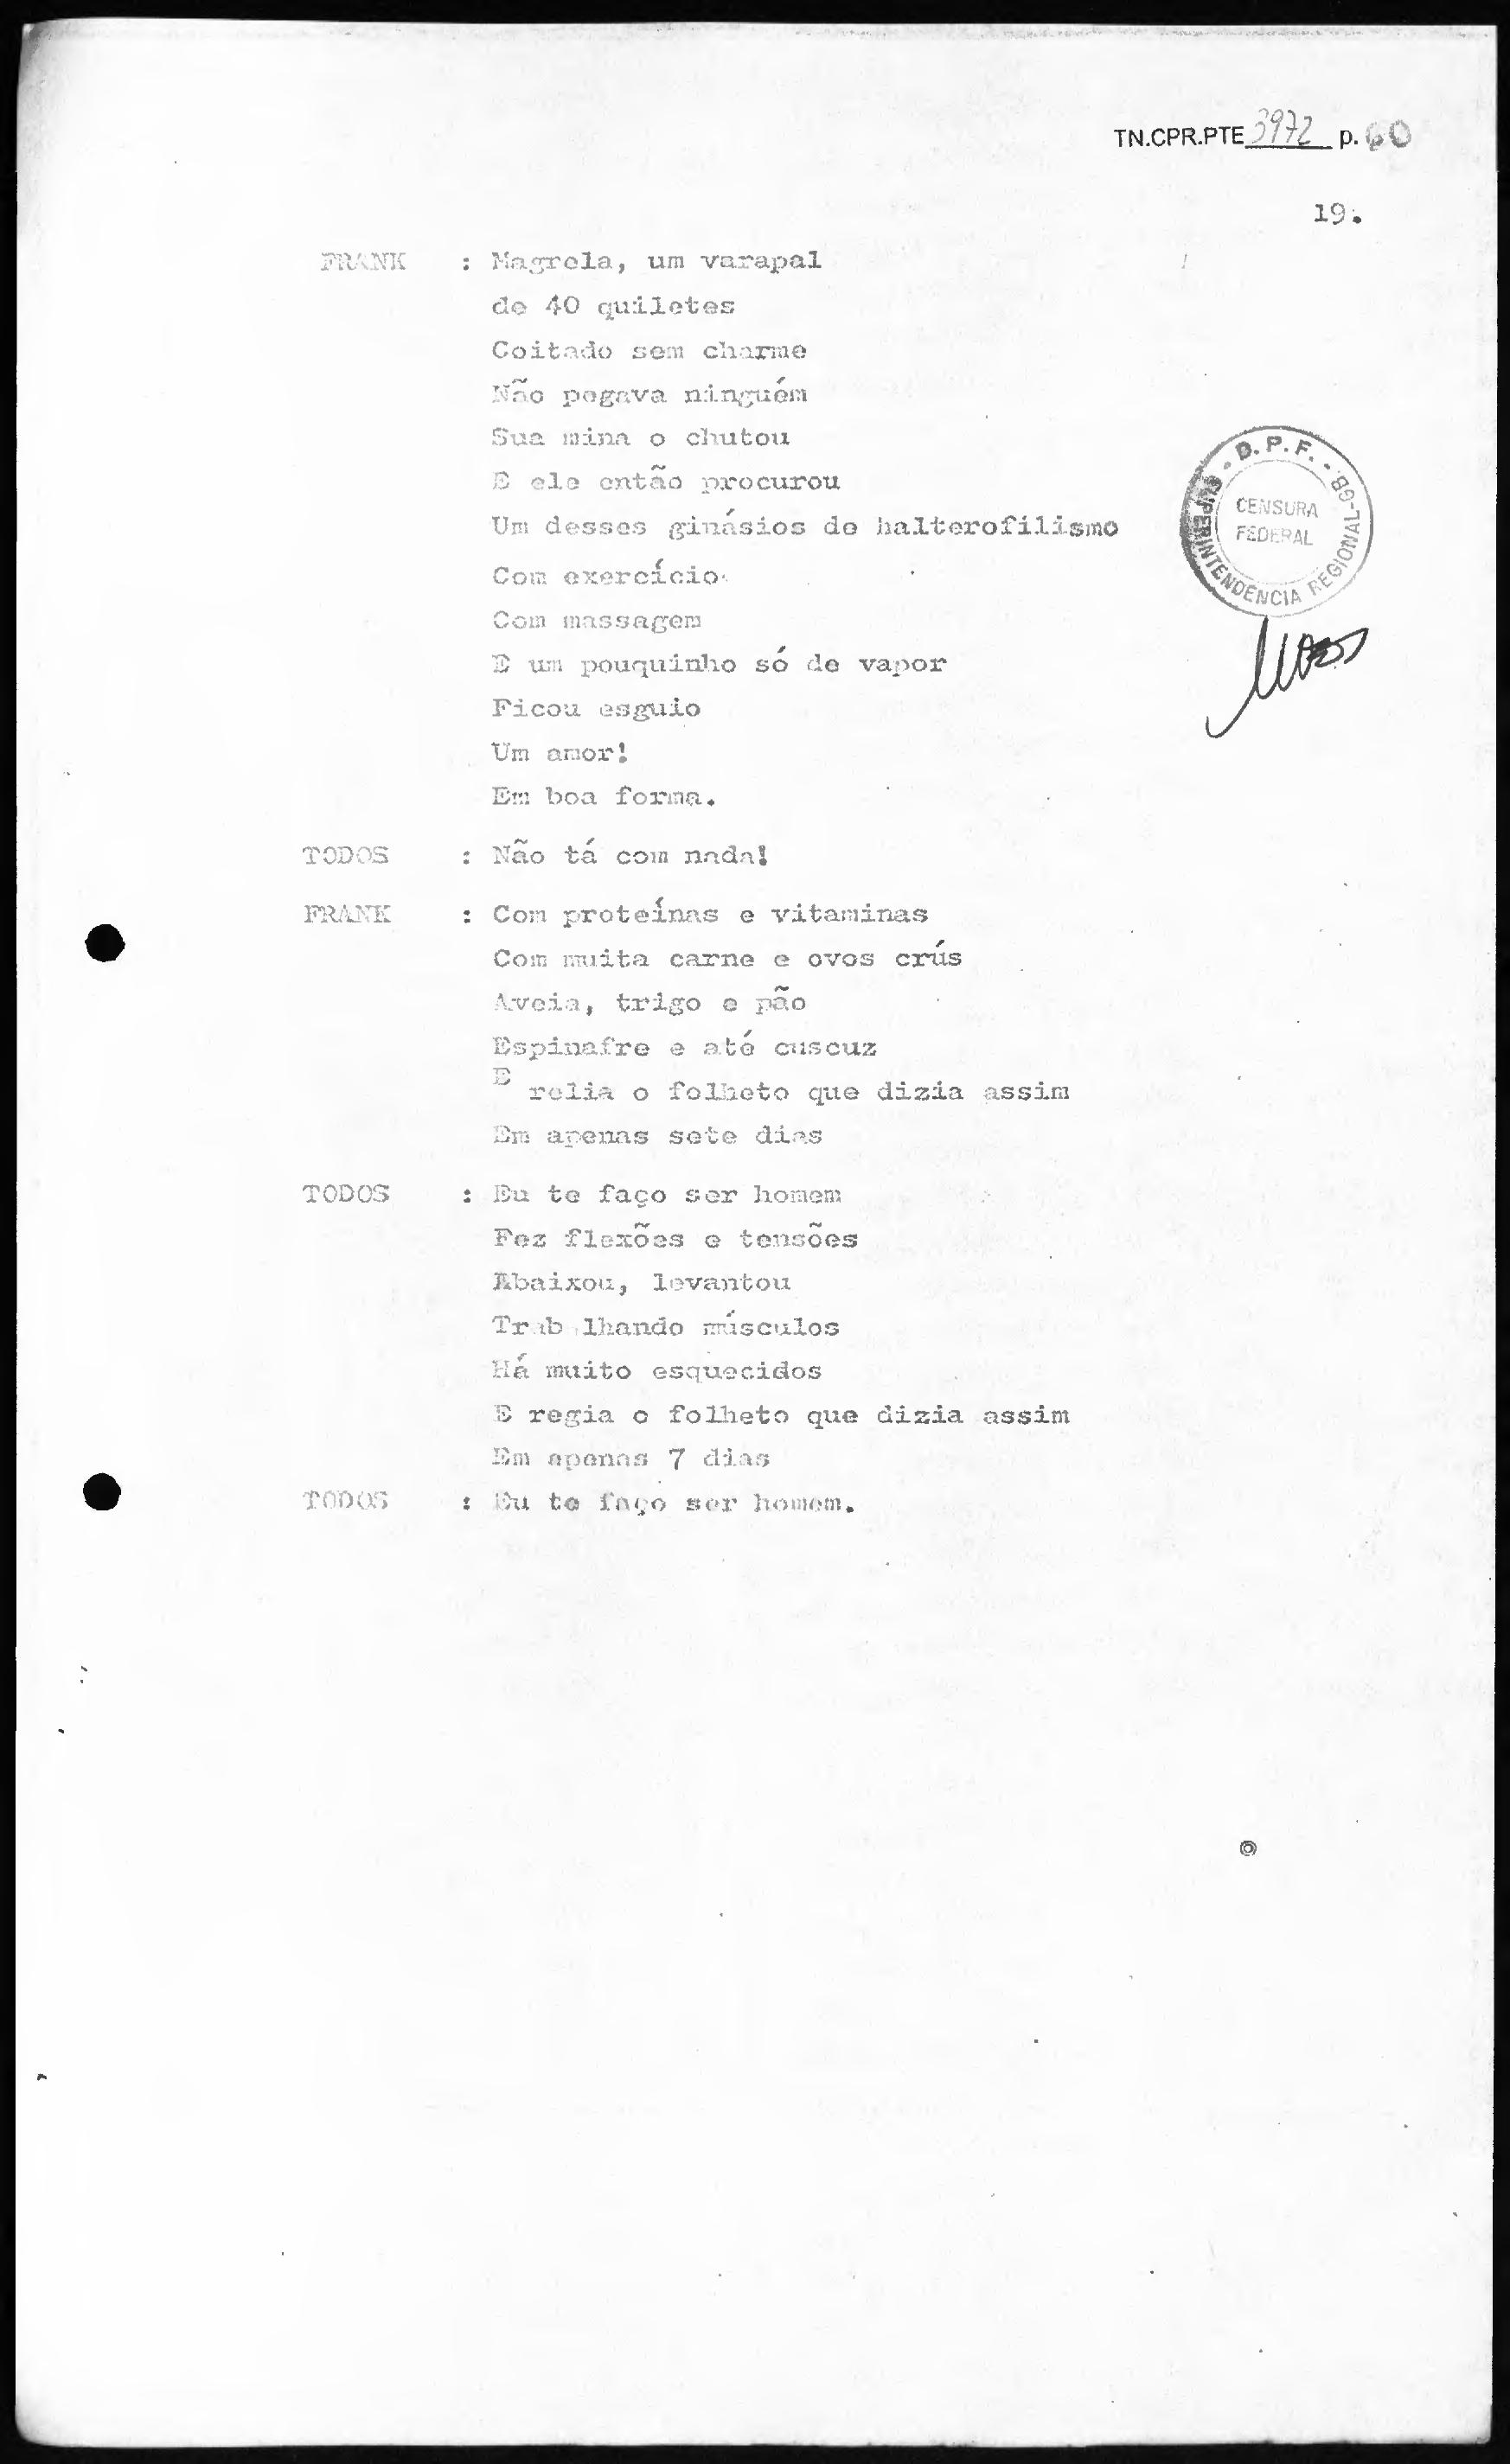 TN.CPR.PTE 3972 p. 60
19.
FRANK : Magrela, um varapal
de 40 quiletes
Coitado sem charme
Não pegava ninguém
Sua mina o chutou
E ele então procurou
Um desses ginásios de halterofilismo
Com exercício
Com massagem
E um pouquinho só de vapor
Ficou esguio
Um amor!
Em boa forma.
D.P.F. - SUPERINTENDÊNCIA REGIONAL-GB.
CENSURA
FEDERAL
TODOS : Não tá com nada!
FRANK : Com proteínas e vitaminas
Com muita carne e ovos crús
Aveia, trigo e pão
Espinafre e até cuscuz
E relia o folheto que dizia assim
Em apenas sete dias
TODOS : Eu te faço ser homem
Fez flexões e tensões
Abaixou, levantou
Trabalhando músculos
Há muito esquecidos
E regia o folheto que dizia assim
Em apenas 7 dias
TODOS : Eu te faço ser homem.